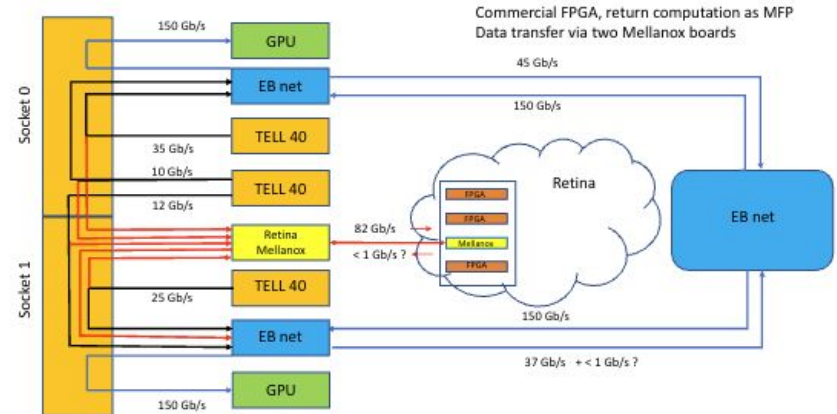 Commercial FPGA, return computation as MFP
Data transfer via two Mellanox boards
150 Gb/s
GPU
45 Gb/s
EB net
150 Gb/s
Socket 0
TELL 40
35 Gb/s
10 Gb/s
TELL 40
12 Gb/s
FPGA
Retina
FPGA
EB net
Retina
Mellanox
82 Gb/s
Mellanox
< 1 Gb/s ?
FPGA
Socket 1
TELL 40
25 Gb/s
150 Gb/s
EB net
37 Gb/s + < 1 Gb/s ?
GPU
150 Gb/s